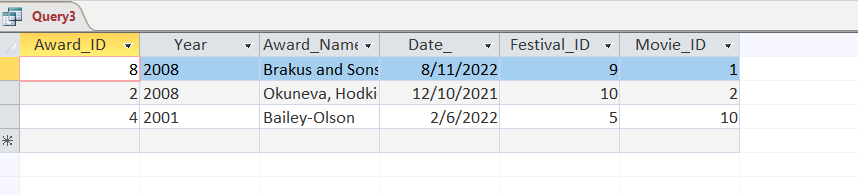 Query3
Award_ID Year Award_Name Date_ Festival_ID Movie_ID
8 2008 Brakus and Sons 8/11/2022 9 1
2 2008 Okuneva, Hodki 12/10/2021 10 2
4 2001 Bailey-Olson 2/6/2022 5 10